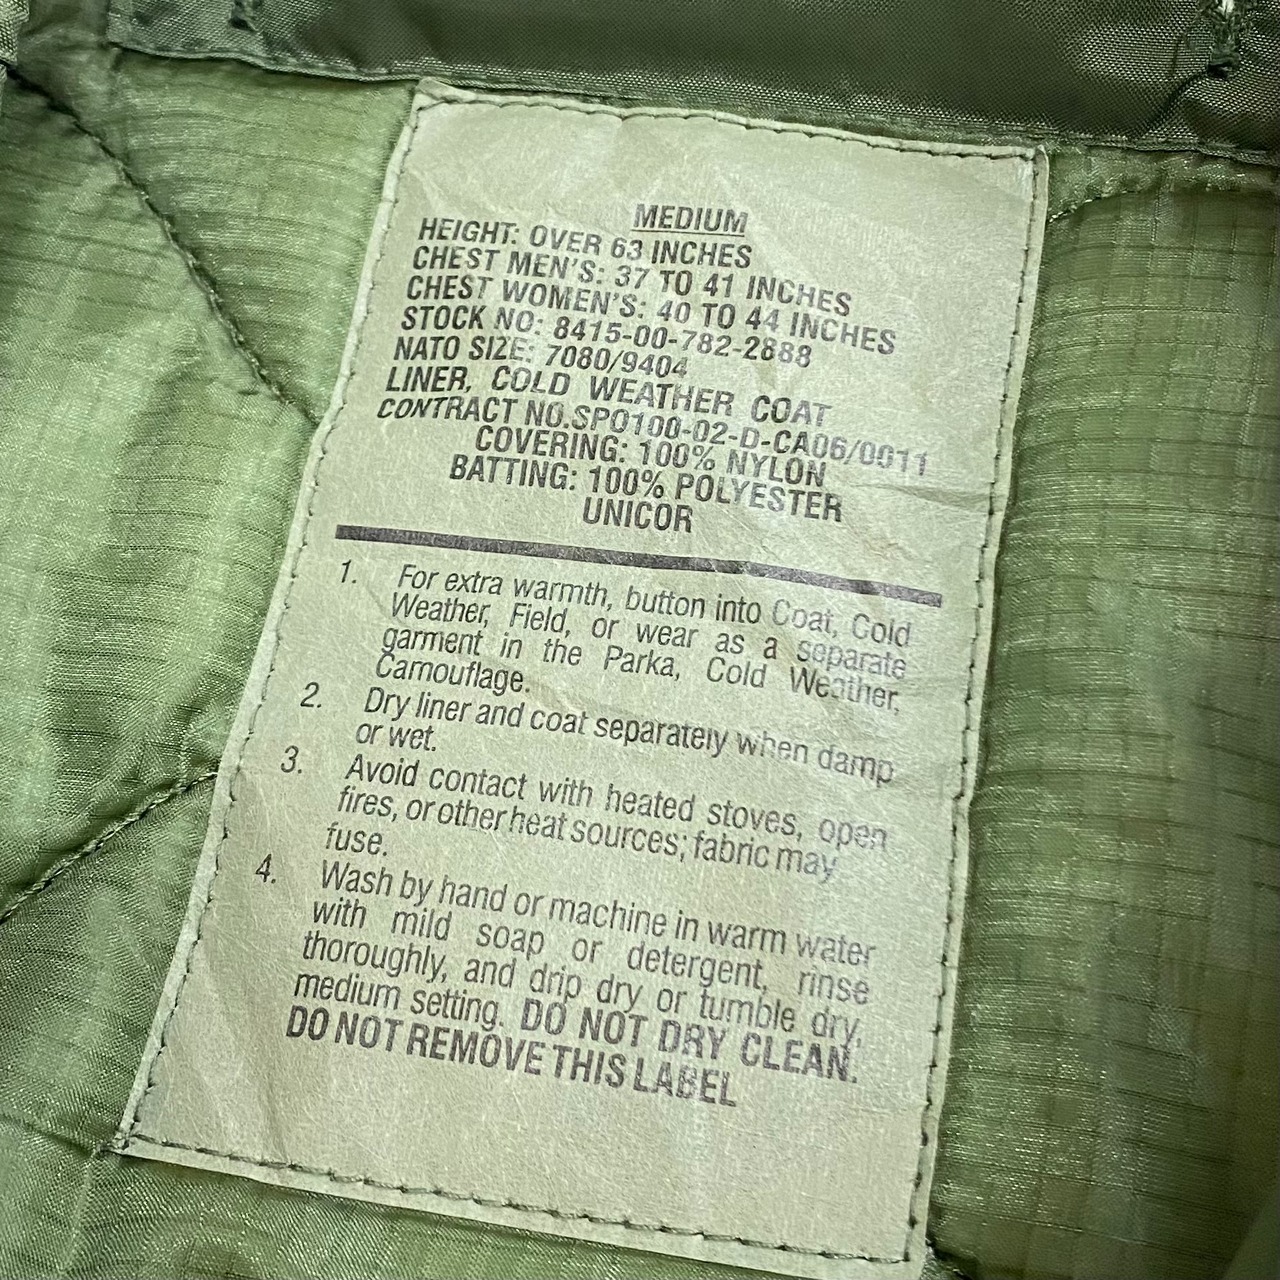 MEDIUM
HEIGHT: OVER 63 INCHES
CHEST MEN'S: 37 TO 41 INCHES
CHEST WOMEN'S: 40 TO 44 INCHES
STOCK NO: 8415-00-782-2888
NATO SIZE: 7080/9404
LINER, COLD WEATHER COAT
CONTRACT NO.SPO100-02-D-CA06/0011
COVERING: 100% NYLON
BATTING: 100% POLYESTER
UNICOR
1. For extra warmth, button into Coat, Cold
Weather, Field, or wear as a separate
garment in the Parka, Cold Weather,
Camouflage.
2. Dry liner and coat separately when damp
or wet.
3. Avoid contact with heated stoves, open
fires, or other heat sources; fabric may
fuse.
4. Wash by hand or machine in warm water
with mild soap or detergent, rinse
thoroughly, and drip dry or tumble dry,
medium setting. DO NOT DRY CLEAN.
DO NOT REMOVE THIS LABEL